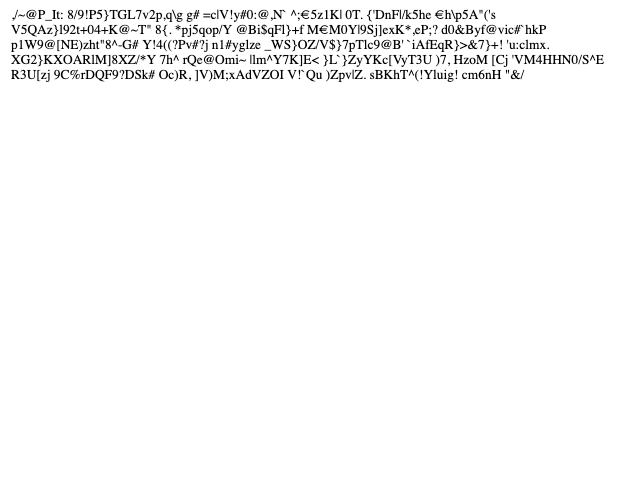 ,/~@P_It: 8/9!P5}TGL7v2p,q\g g# =c|V!y#0:@,N` ^;€5z1K| 0T. {'DnF|/k5he €h\p5A"('s
V5QAz}l92t+04+K@~T" 8{. *pj5qop/Y @Bi$qFl}+f M€M0Y|9Sj]exK*,eP;? d0&Byf@vic#`hkP
p1W9@[NE)zht"8^-G# Y!4((?Pv#?j n1#yglze _WS}OZ/V$}7pTlc9@B' `iAfEqR}>&7}+! 'u:clmx.
XG2}KXOARlM]8XZ/*Y 7h^ rQe@Omi~ |lm^Y7K]E< }L`}ZyYKc[VyT3U )7, HzoM [Cj 'VM4HHN0/S^E
R3U[zj 9C%rDQF9?DSk# Oc)R, ]V)M;xAdVZOI V!`Qu )Zpv|Z. sBKhT^(!Yluig! cm6nH "&/